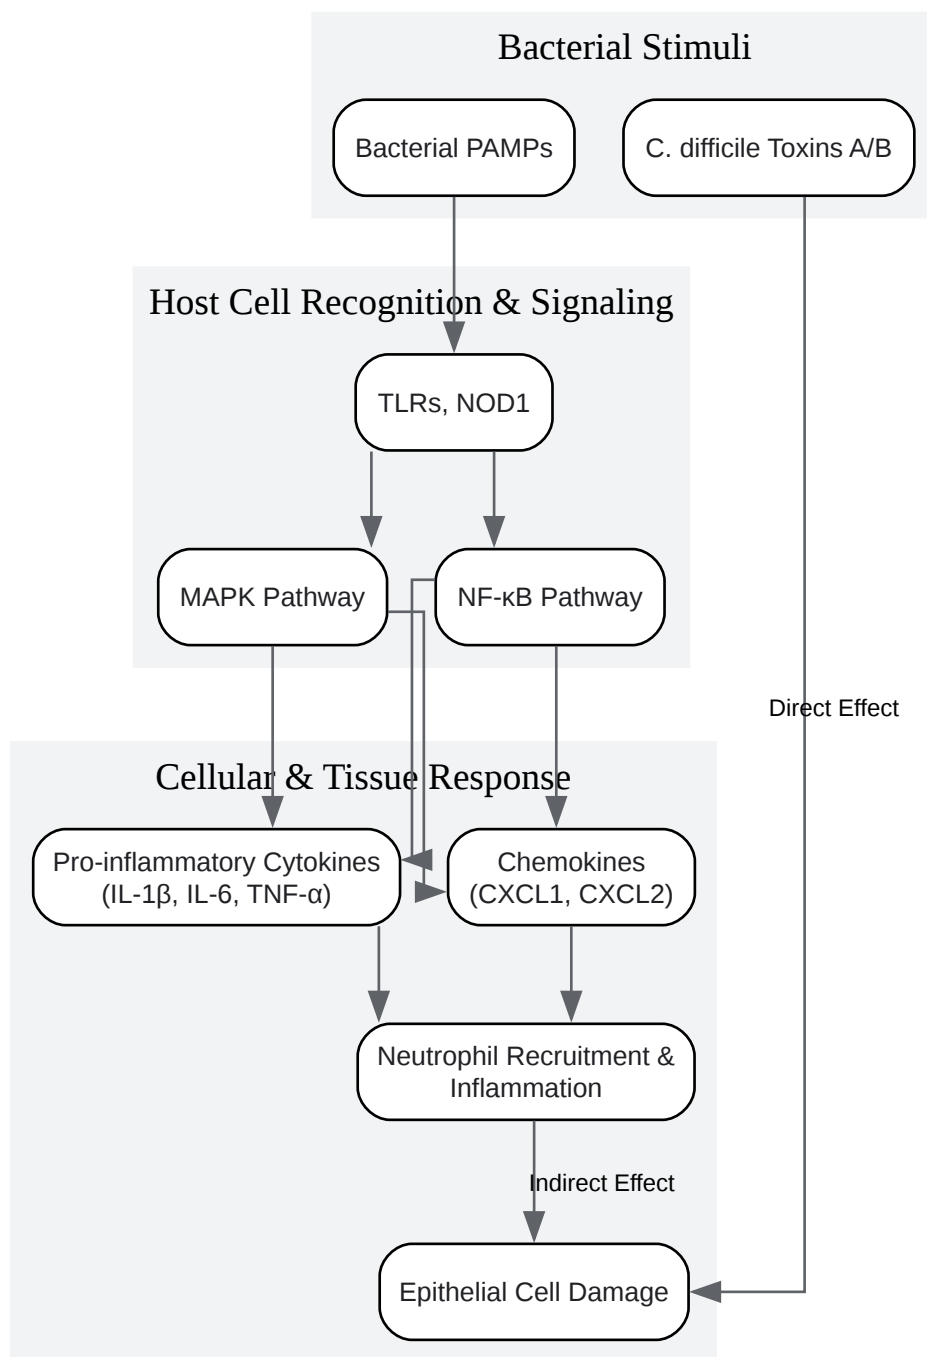 Bacterial Stimuli
Bacterial PAMPs
C. difficile Toxins A/B
Host Cell Recognition & Signaling
TLRs, NOD1
MAPK Pathway
NF-κB Pathway
Direct Effect
Cellular & Tissue Response
Pro-inflammatory Cytokines
(IL-1β, IL-6, TNF-α)
Chemokines
(CXCL1, CXCL2)
Neutrophil Recruitment &
Inflammation
Indirect Effect
Epithelial Cell Damage